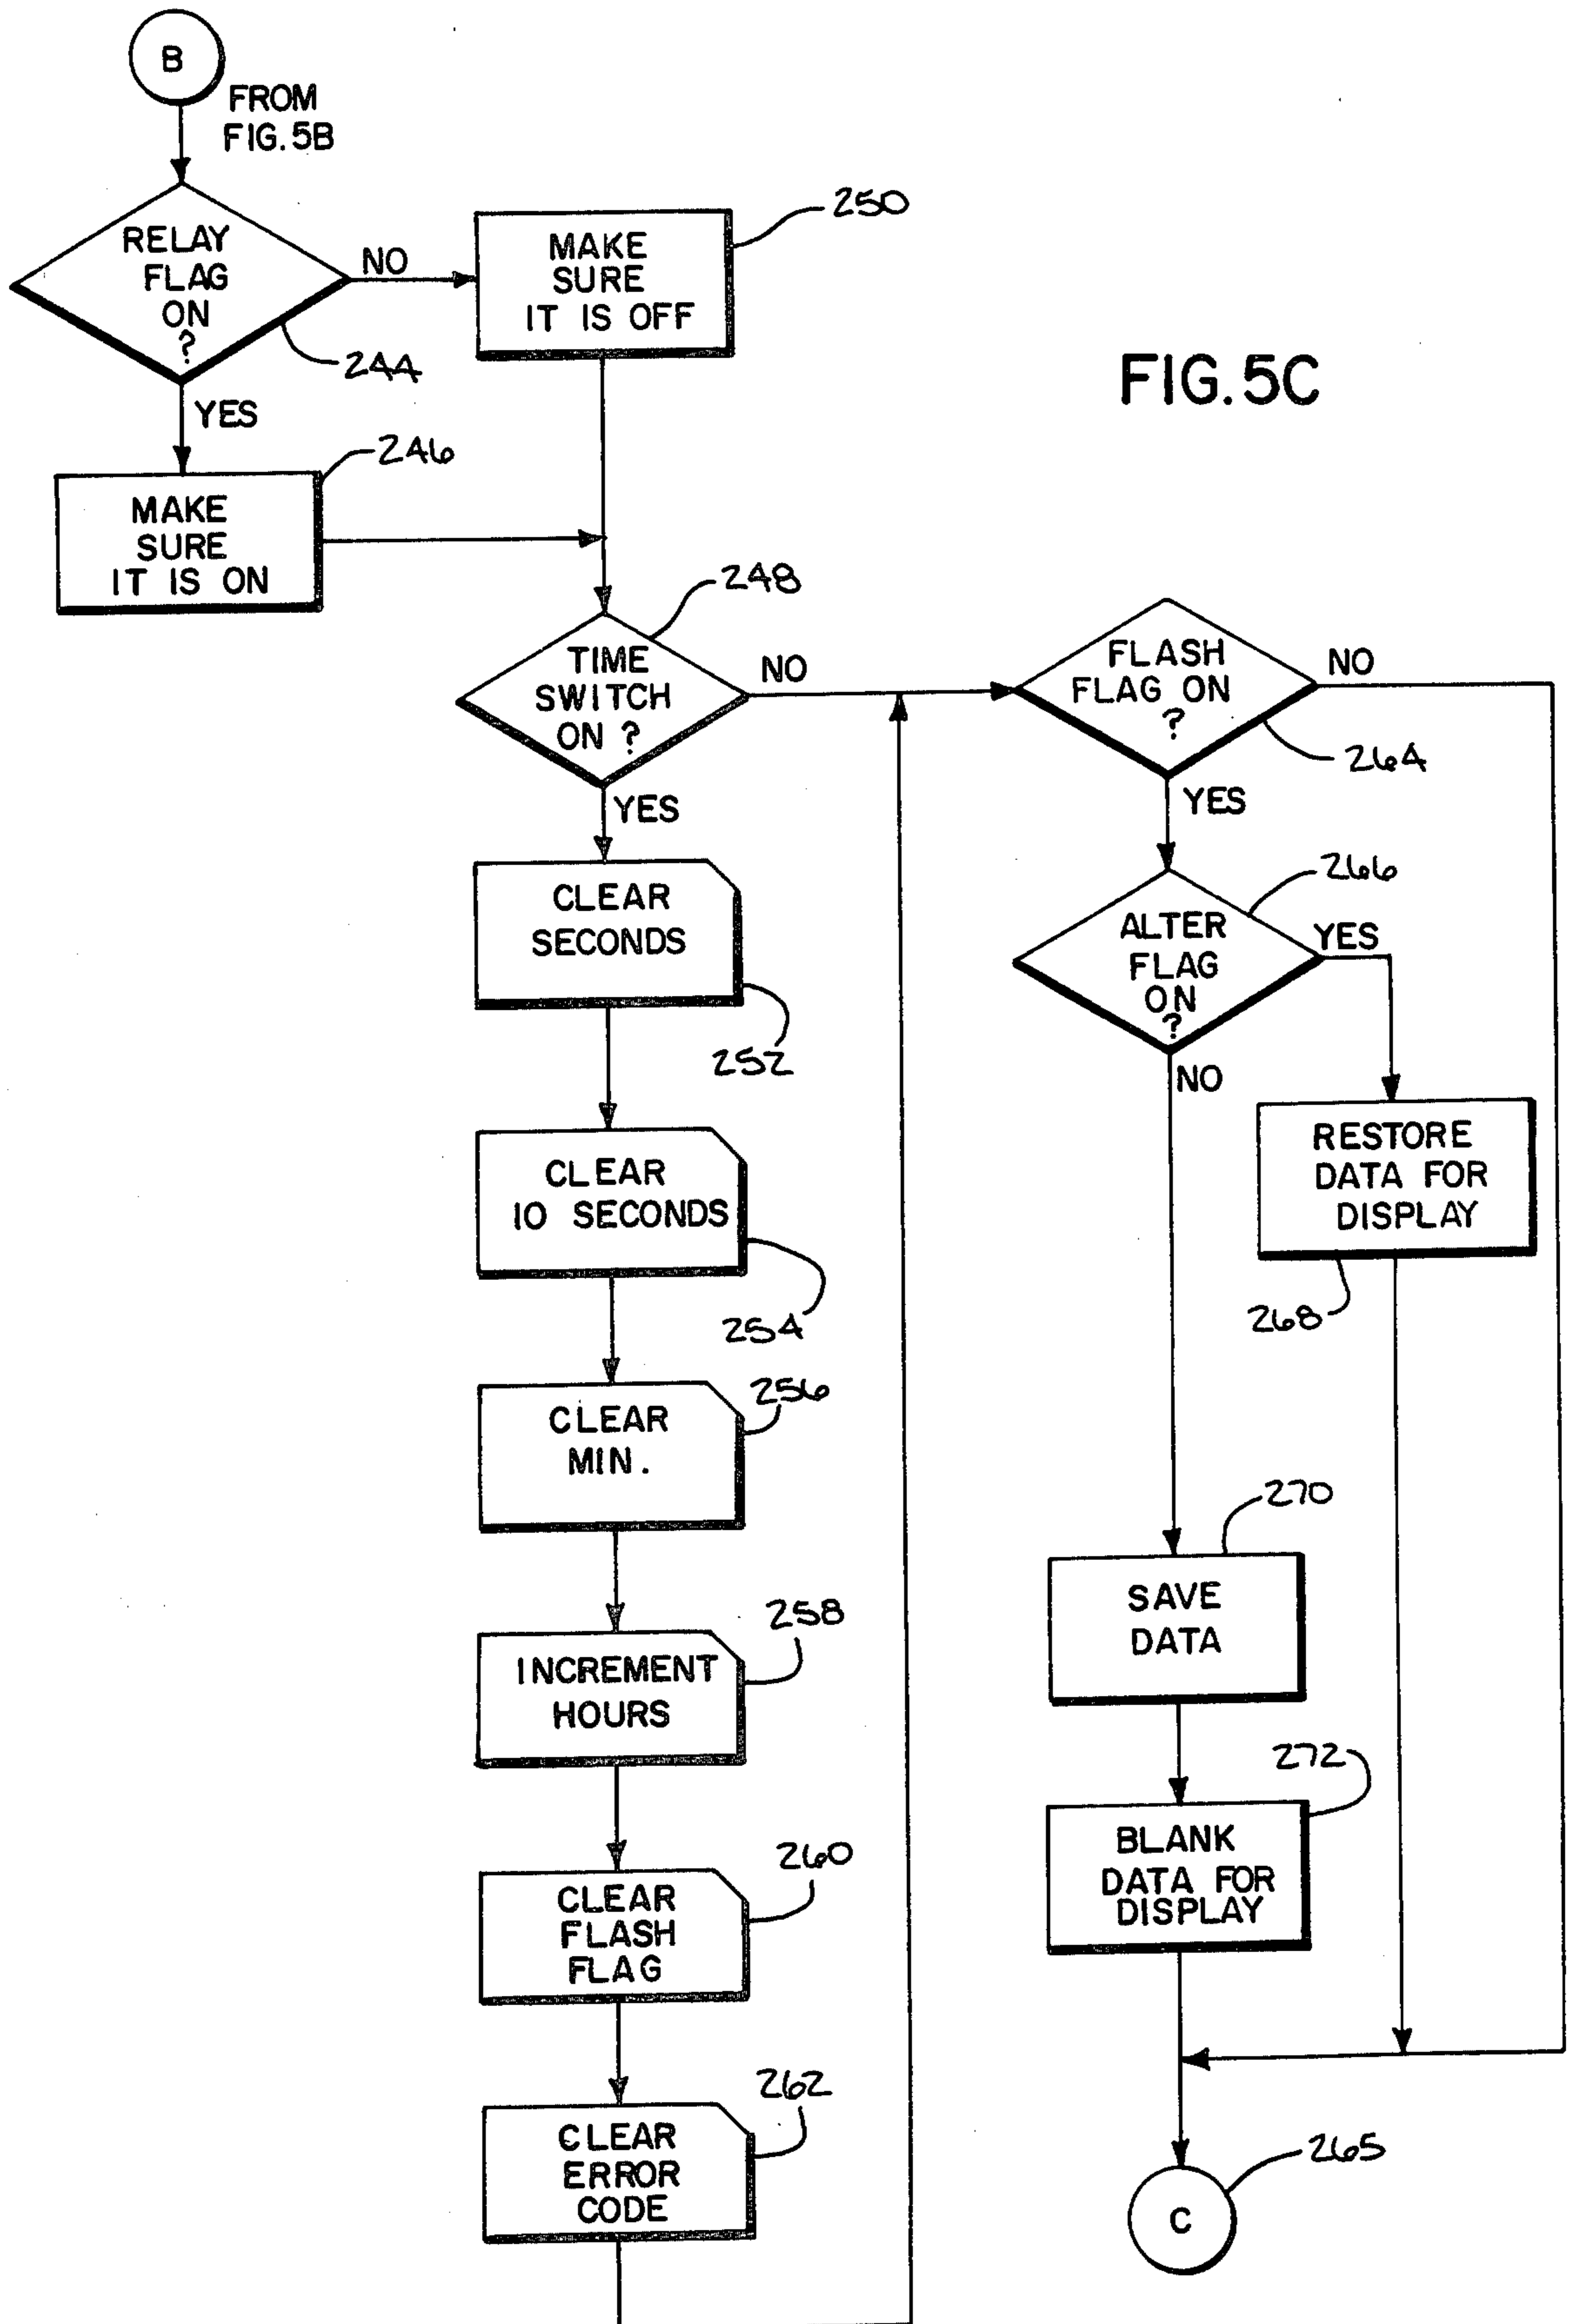 B
FROM
FIG. 5B
RELAY
FLAG
ON
?
NO
244
YES
MAKE
SURE
IT IS OFF
250
FIG. 5C
MAKE
SURE
IT IS ON
246
TIME
SWITCH
ON ?
248
NO
YES
CLEAR
SECONDS
252
CLEAR
10 SECONDS
254
CLEAR
MIN.
256
INCREMENT
HOURS
258
CLEAR
FLASH
FLAG
260
CLEAR
ERROR
CODE
262
FLASH
FLAG ON
?
NO
264
YES
ALTER
FLAG
ON
?
266
YES
NO
RESTORE
DATA FOR
DISPLAY
268
SAVE
DATA
270
BLANK
DATA FOR
DISPLAY
272
C
265